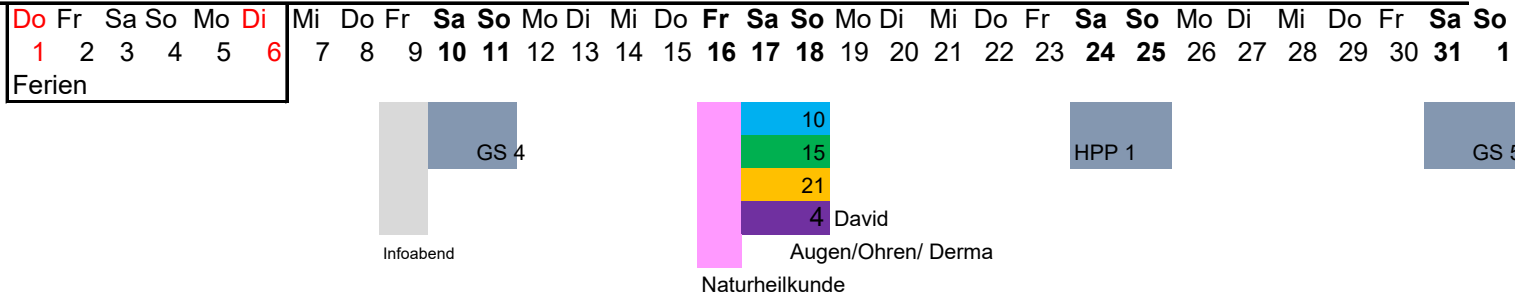 Do Fr Sa So Mo Di Mi Do Fr Sa So Mo Di Mi Do Fr Sa So Mo Di Mi Do Fr Sa So Mo Di Mi Do Fr Sa So
1 2 3 4 5 6 7 8 9 10 11 12 13 14 15 16 17 18 19 20 21 22 23 24 25 26 27 28 29 30 31 1
Ferien
10
GS 4 15 HPP 1 GS 5
21
4 David
Infoabend Augen/Ohren/ Derma
Naturheilkunde